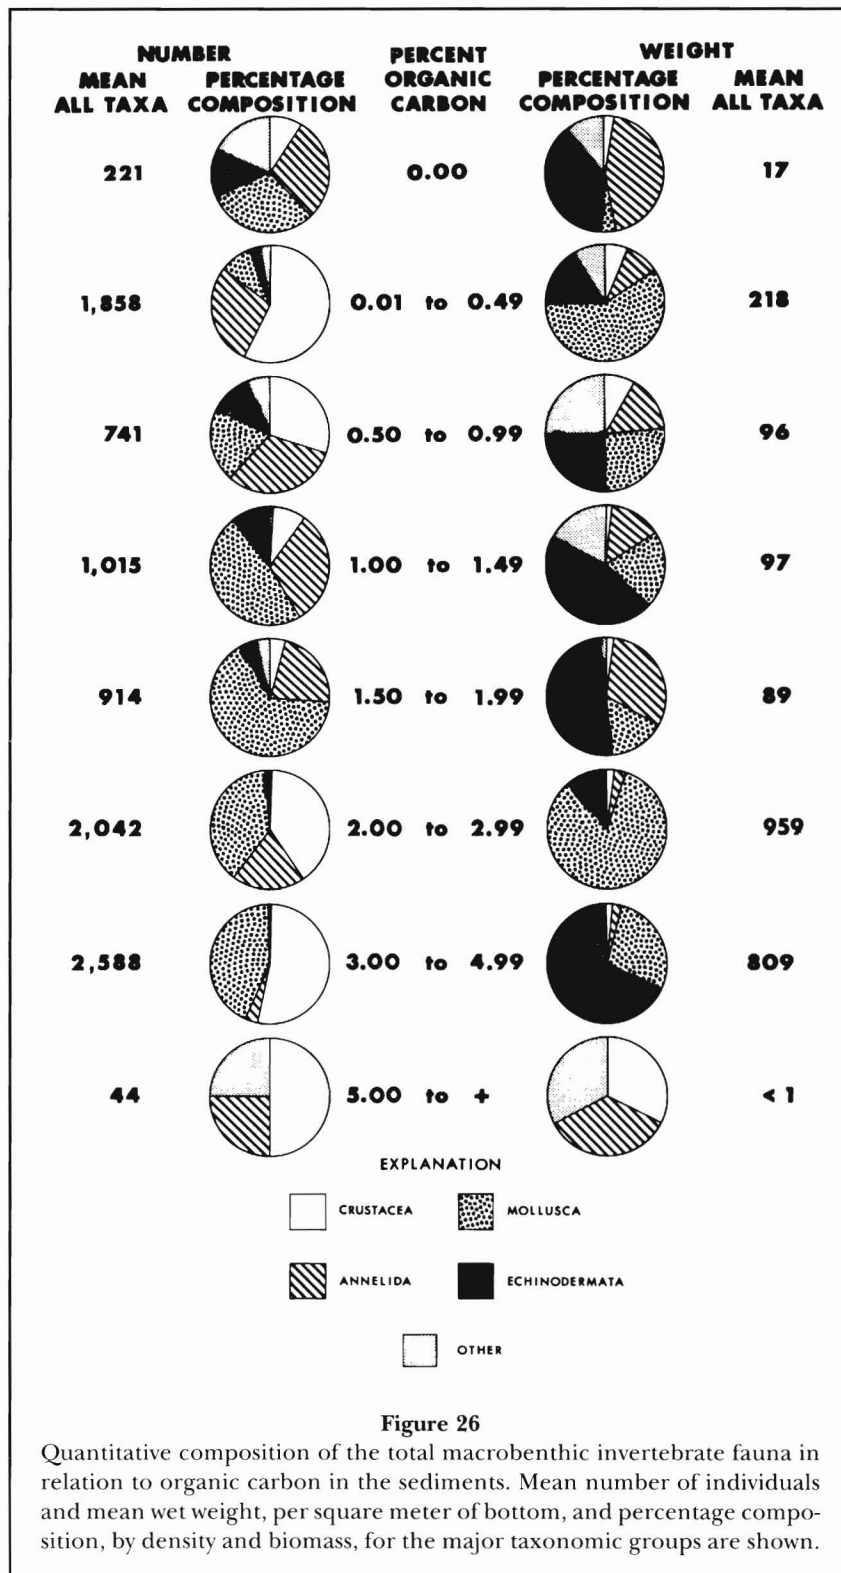 NUMBER WEIGHT
MEAN PERCENTAGE PERCENT PERCENTAGE MEAN
ALL TAXA COMPOSITION ORGANIC COMPOSITION ALL TAXA
CARBON
221 0.00 17
1,858 0.01 to 0.49 218
741 0.50 to 0.99 96
1,015 1.00 to 1.49 97
914 1.50 to 1.99 89
2,042 2.00 to 2.99 959
2,588 3.00 to 4.99 809
44 5.00 to + < 1
EXPLANATION
CRUSTACEA MOLLUSCA
ANNELIDA ECHINODERMATA
OTHER
Figure 26
Quantitative composition of the total macrobenthic invertebrate fauna in
relation to organic carbon in the sediments. Mean number of individuals
and mean wet weight, per square meter of bottom, and percentage compo-
sition, by density and biomass, for the major taxonomic groups are shown.